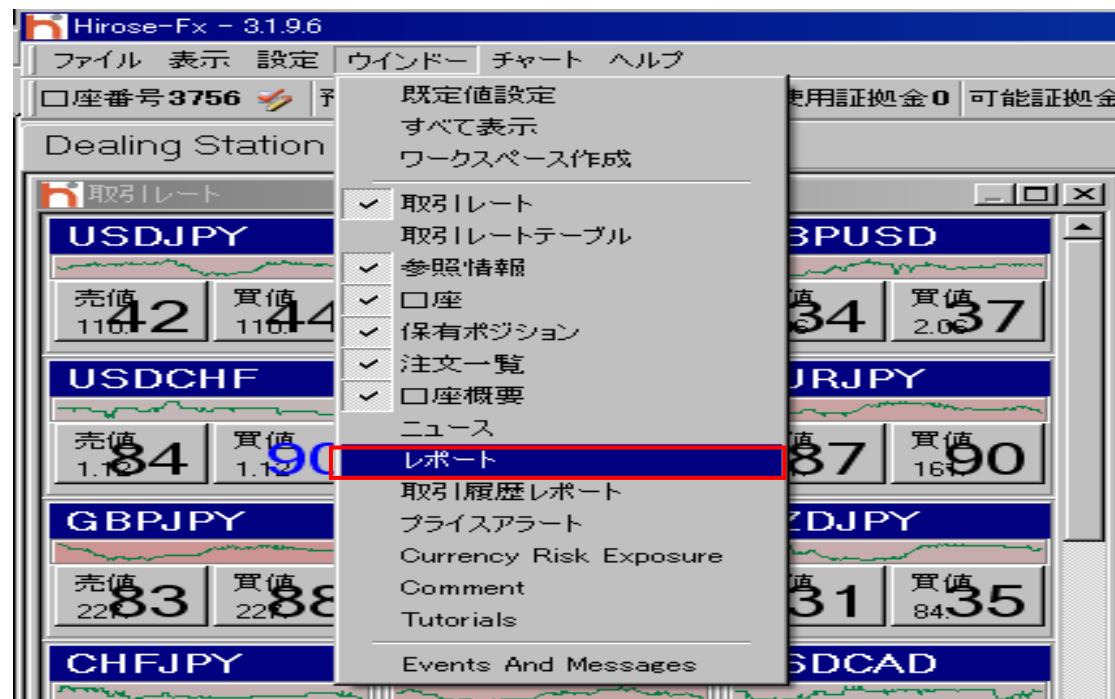 Hirose-Fx - 3.1.9.6
ファイル 表示 設定 ウインドー チャート ヘルプ
口座番号3756 使用証拠金0 可能証拠金
Dealing Station
既定値設定
すべて表示
ワークスペース作成
取引レート
取引レート
取引レートテーブル
参照情報
口座
保有ポジション
注文一覧
口座概要
ニュース
レポート
取引履歴レポート
プライスアラート
Currency Risk Exposure
Comment
Tutorials
Events And Messages
USDJPY
売値 42 買値 44
USDCHF
売値 84 買値 90
GBPJPY
売値 83 買値 88
CHFJPY
BPUSD
34 買値 37
URJPY
87 買値 90
ZDJPY
31 買値 84. 35
SDCAD